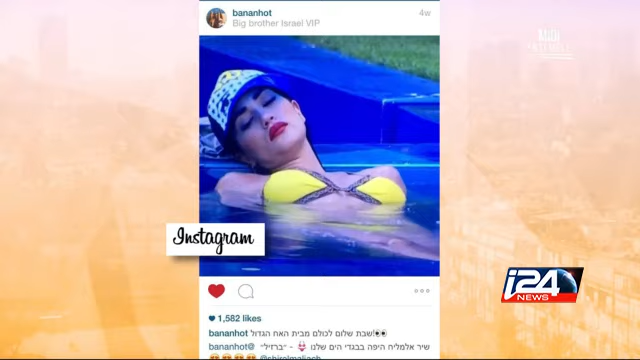 bananhot
4w
Big brother Israel VIP
MIDI
Instagram
i24
NEWS
1,582 likes
bananhot שבת שלום לכולם מבית האח הגדול!👀
שיר אלמליח היפה בבגדי הים שלנו 👙 - "ברזיל" @bananhot
@shirelmaliach